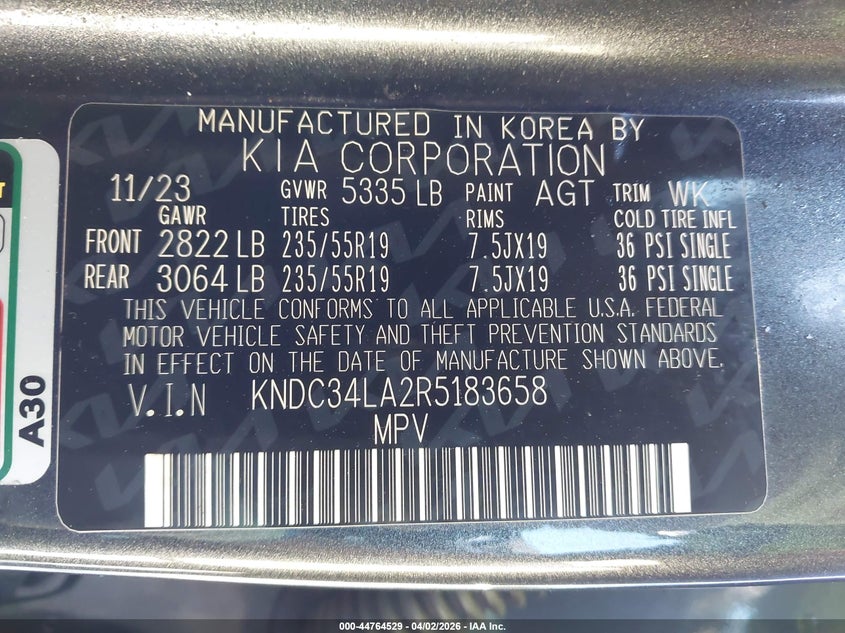 MANUFACTURED IN KOREA BY
KIA CORPORATION
11/23 GVWR 5335 LB PAINT AGT TRIM WK
GAWR TIRES RIMS COLD TIRE INFL
FRONT 2822 LB 235/55R19 7.5JX19 36 PSI SINGLE
REAR 3064 LB 235/55R19 7.5JX19 36 PSI SINGLE
THIS VEHICLE CONFORMS TO ALL APPLICABLE U.S.A. FEDERAL
MOTOR VEHICLE SAFETY AND THEFT PREVENTION STANDARDS
IN EFFECT ON THE DATE OF MANUFACTURE SHOWN ABOVE.
V.I.N KNDC34LA2R5183658
MPV
A30
000-44764529 - 04/02/2026 - IAA Inc.